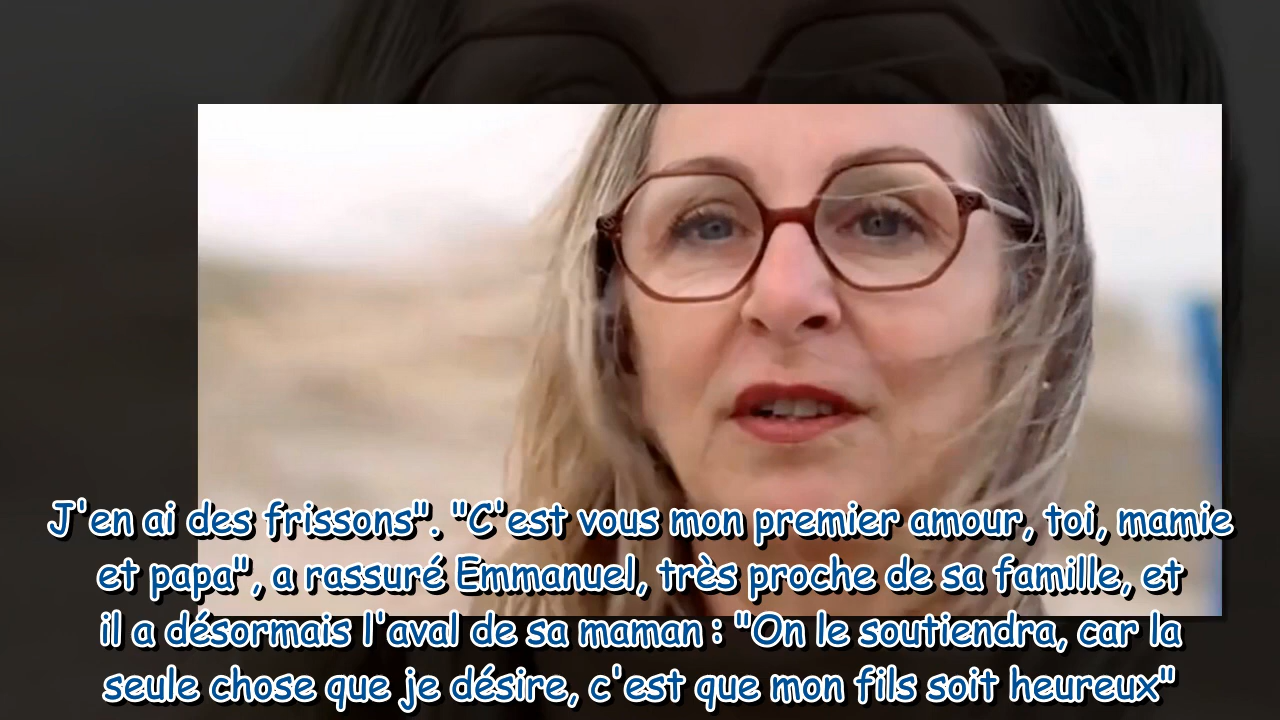 J'en ai des frissons". "C'est vous mon premier amour, toi, mamie
et papa", a rassuré Emmanuel, très proche de sa famille, et
il a désormais l'aval de sa maman : "On le soutiendra, car la
seule chose que je désire, c'est que mon fils soit heureux"